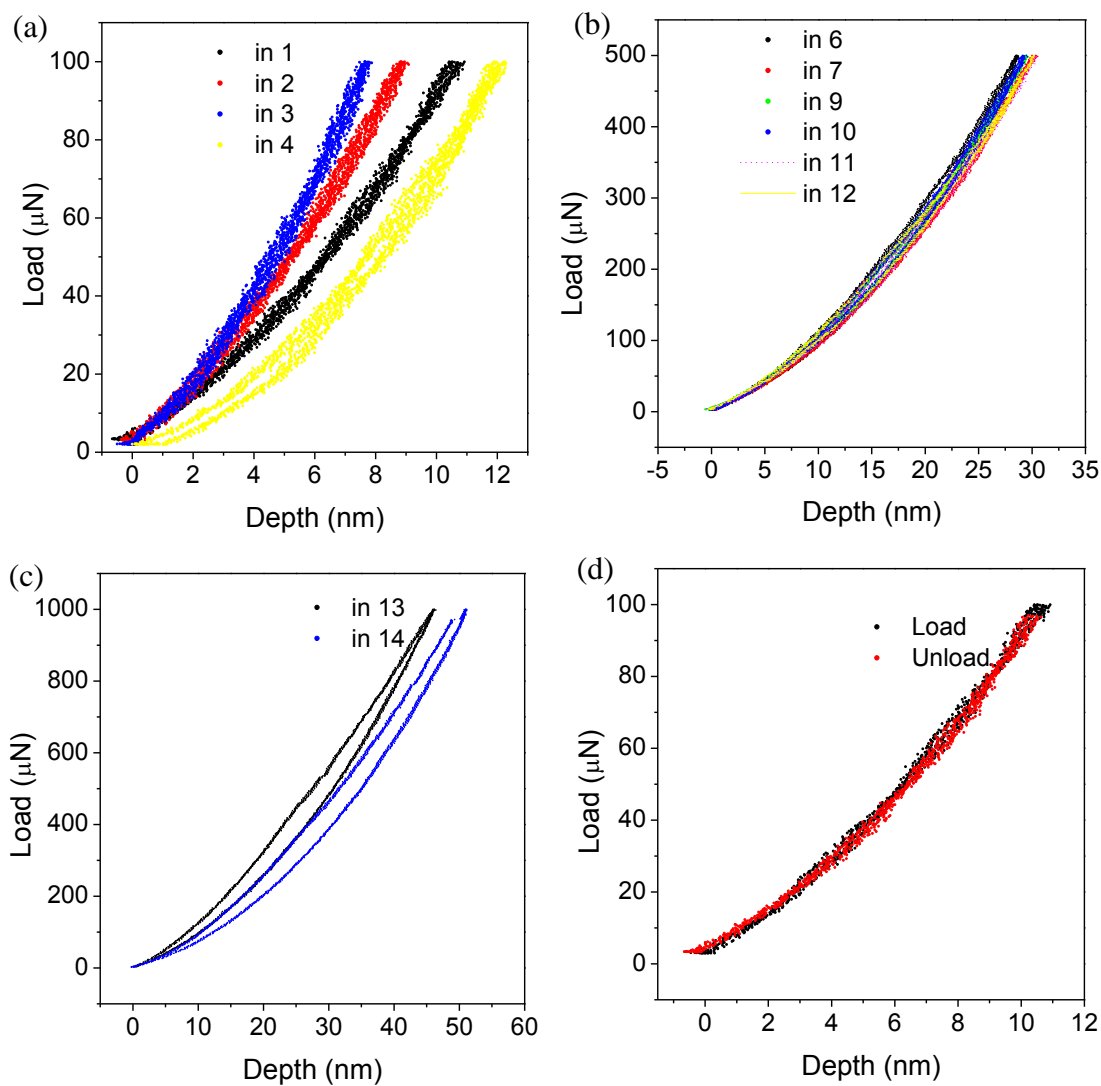 (a)
in 1
in 2
in 3
in 4
100
80
60
40
20
0
Load (μN)
0 2 4 6 8 10 12
Depth (nm)
(b)
in 6
in 7
in 9
in 10
in 11
in 12
500
400
300
200
100
0
Load (μN)
-5 0 5 10 15 20 25 30 35
Depth (nm)
(c)
in 13
in 14
1000
800
600
400
200
0
Load (μN)
0 10 20 30 40 50 60
Depth (nm)
(d)
Load
Unload
100
80
60
40
20
0
Load (μN)
0 2 4 6 8 10 12
Depth (nm)